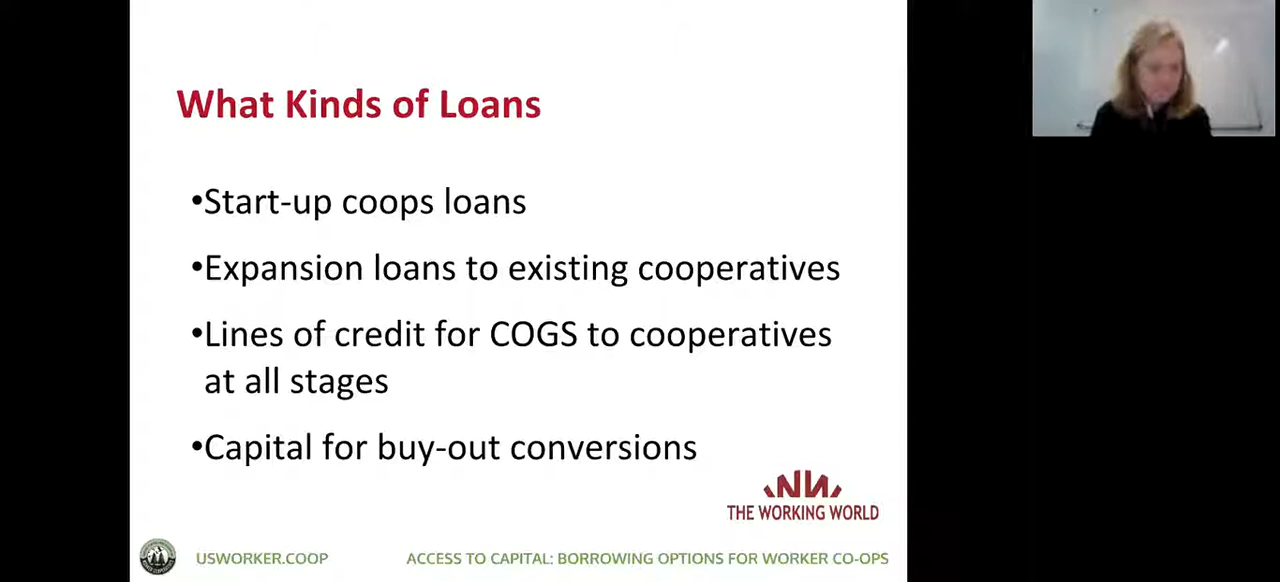 What Kinds of Loans
•Start-up coops loans
•Expansion loans to existing cooperatives
•Lines of credit for COGS to cooperatives
at all stages
•Capital for buy-out conversions
THE WORKING WORLD
USWORKER.COOP
ACCESS TO CAPITAL: BORROWING OPTIONS FOR WORKER CO-OPS